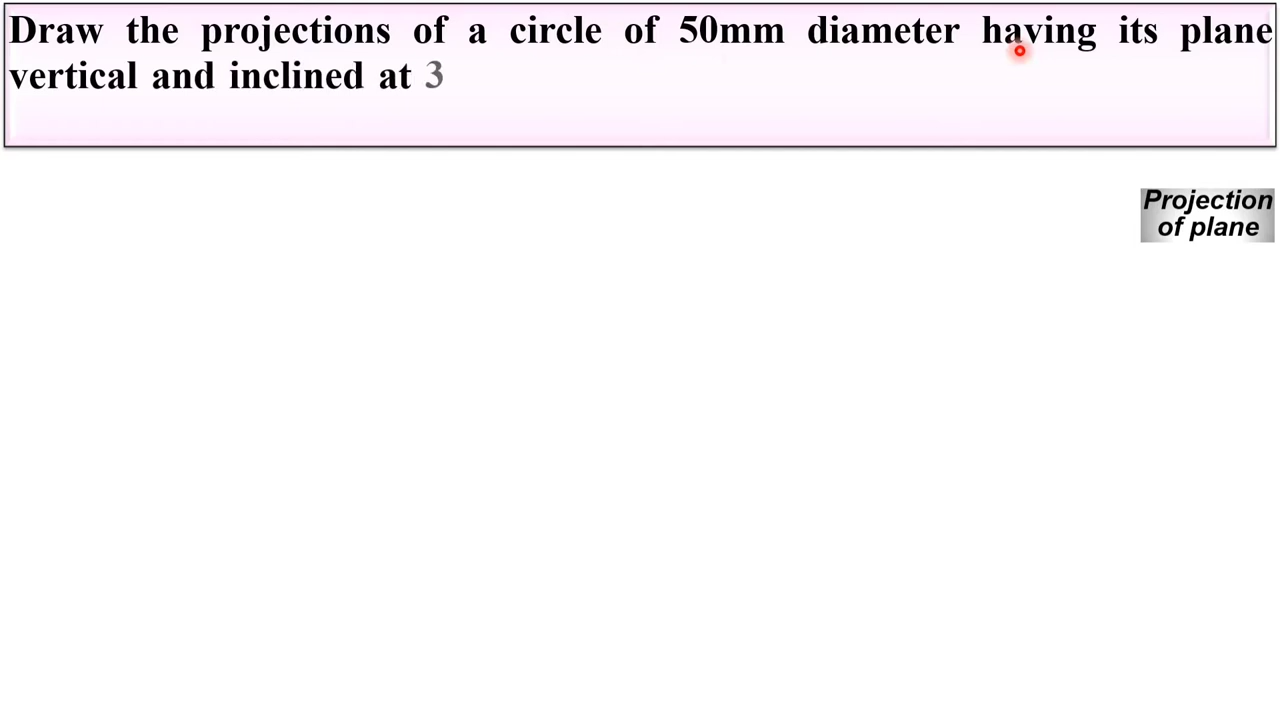 Draw the projections of a circle of 50mm diameter having its plane
vertical and inclined at 3
Projection
of plane